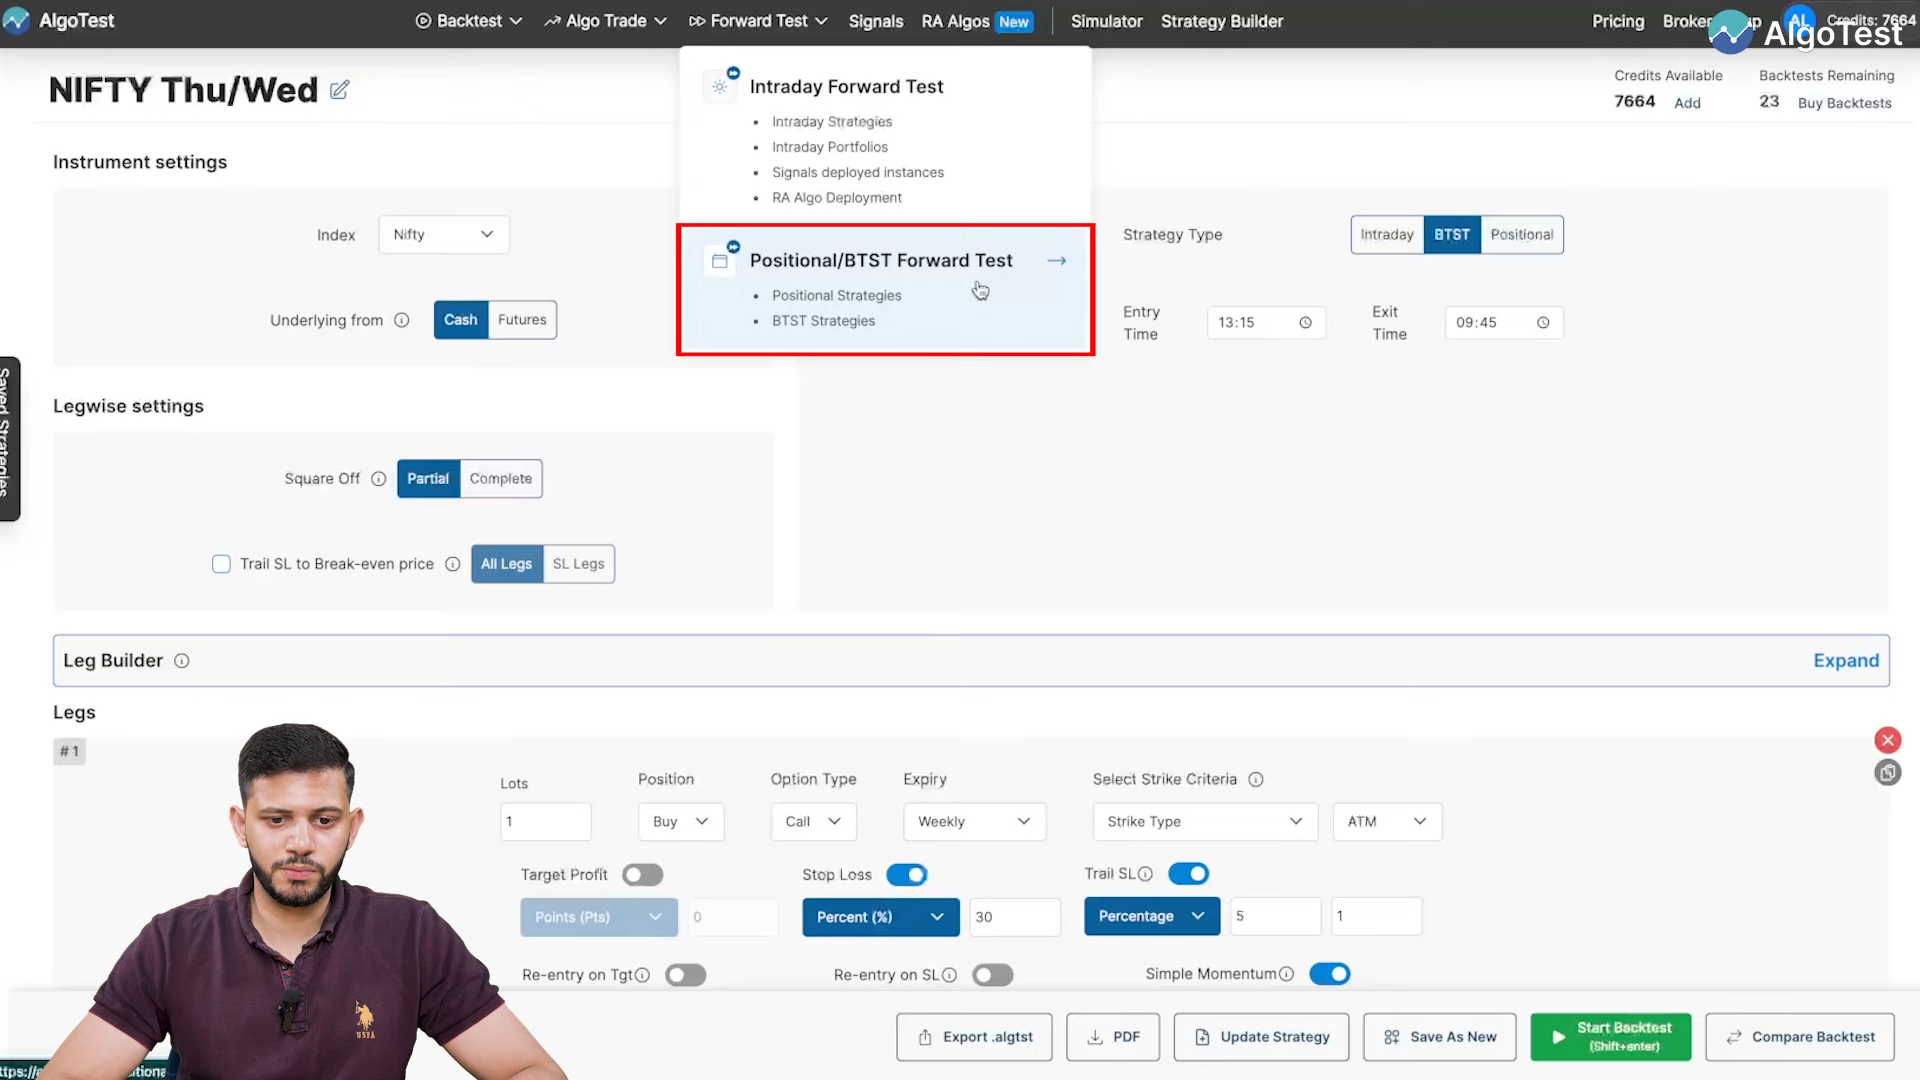 AlgoTest
Backtest
Algo Trade
Forward Test
Signals
RA Algos New
Simulator
Strategy Builder
Pricing
Credits: 7664
AlgoTest
NIFTY Thu/Wed
Credits Available
7664 Add
Backtests Remaining
23 Buy Backtests
Intraday Forward Test
• Intraday Strategies
• Intraday Portfolios
• Signals deployed instances
• RA Algo Deployment
Positional/BTST Forward Test
• Positional Strategies
• BTST Strategies
Instrument settings
Index Nifty
Underlying from Cash Futures
Strategy Type Intraday BTST Positional
Entry Time 13:15
Exit Time 09:45
Saved Strategies
Legwise settings
Square Off Partial Complete
Trail SL to Break-even price All Legs SL Legs
Leg Builder
Expand
Legs
#1
Lots
1
Position
Buy
Option Type
Call
Expiry
Weekly
Select Strike Criteria
Strike Type ATM
Target Profit
Points (Pts) 0
Stop Loss
Percent (%) 30
Trail SL
Percentage 5 1
Re-entry on Tgt
Re-entry on SL
Simple Momentum
USPA
Export .algtst
PDF
Update Strategy
Save As New
Start Backtest
(Shift+enter)
Compare Backtest